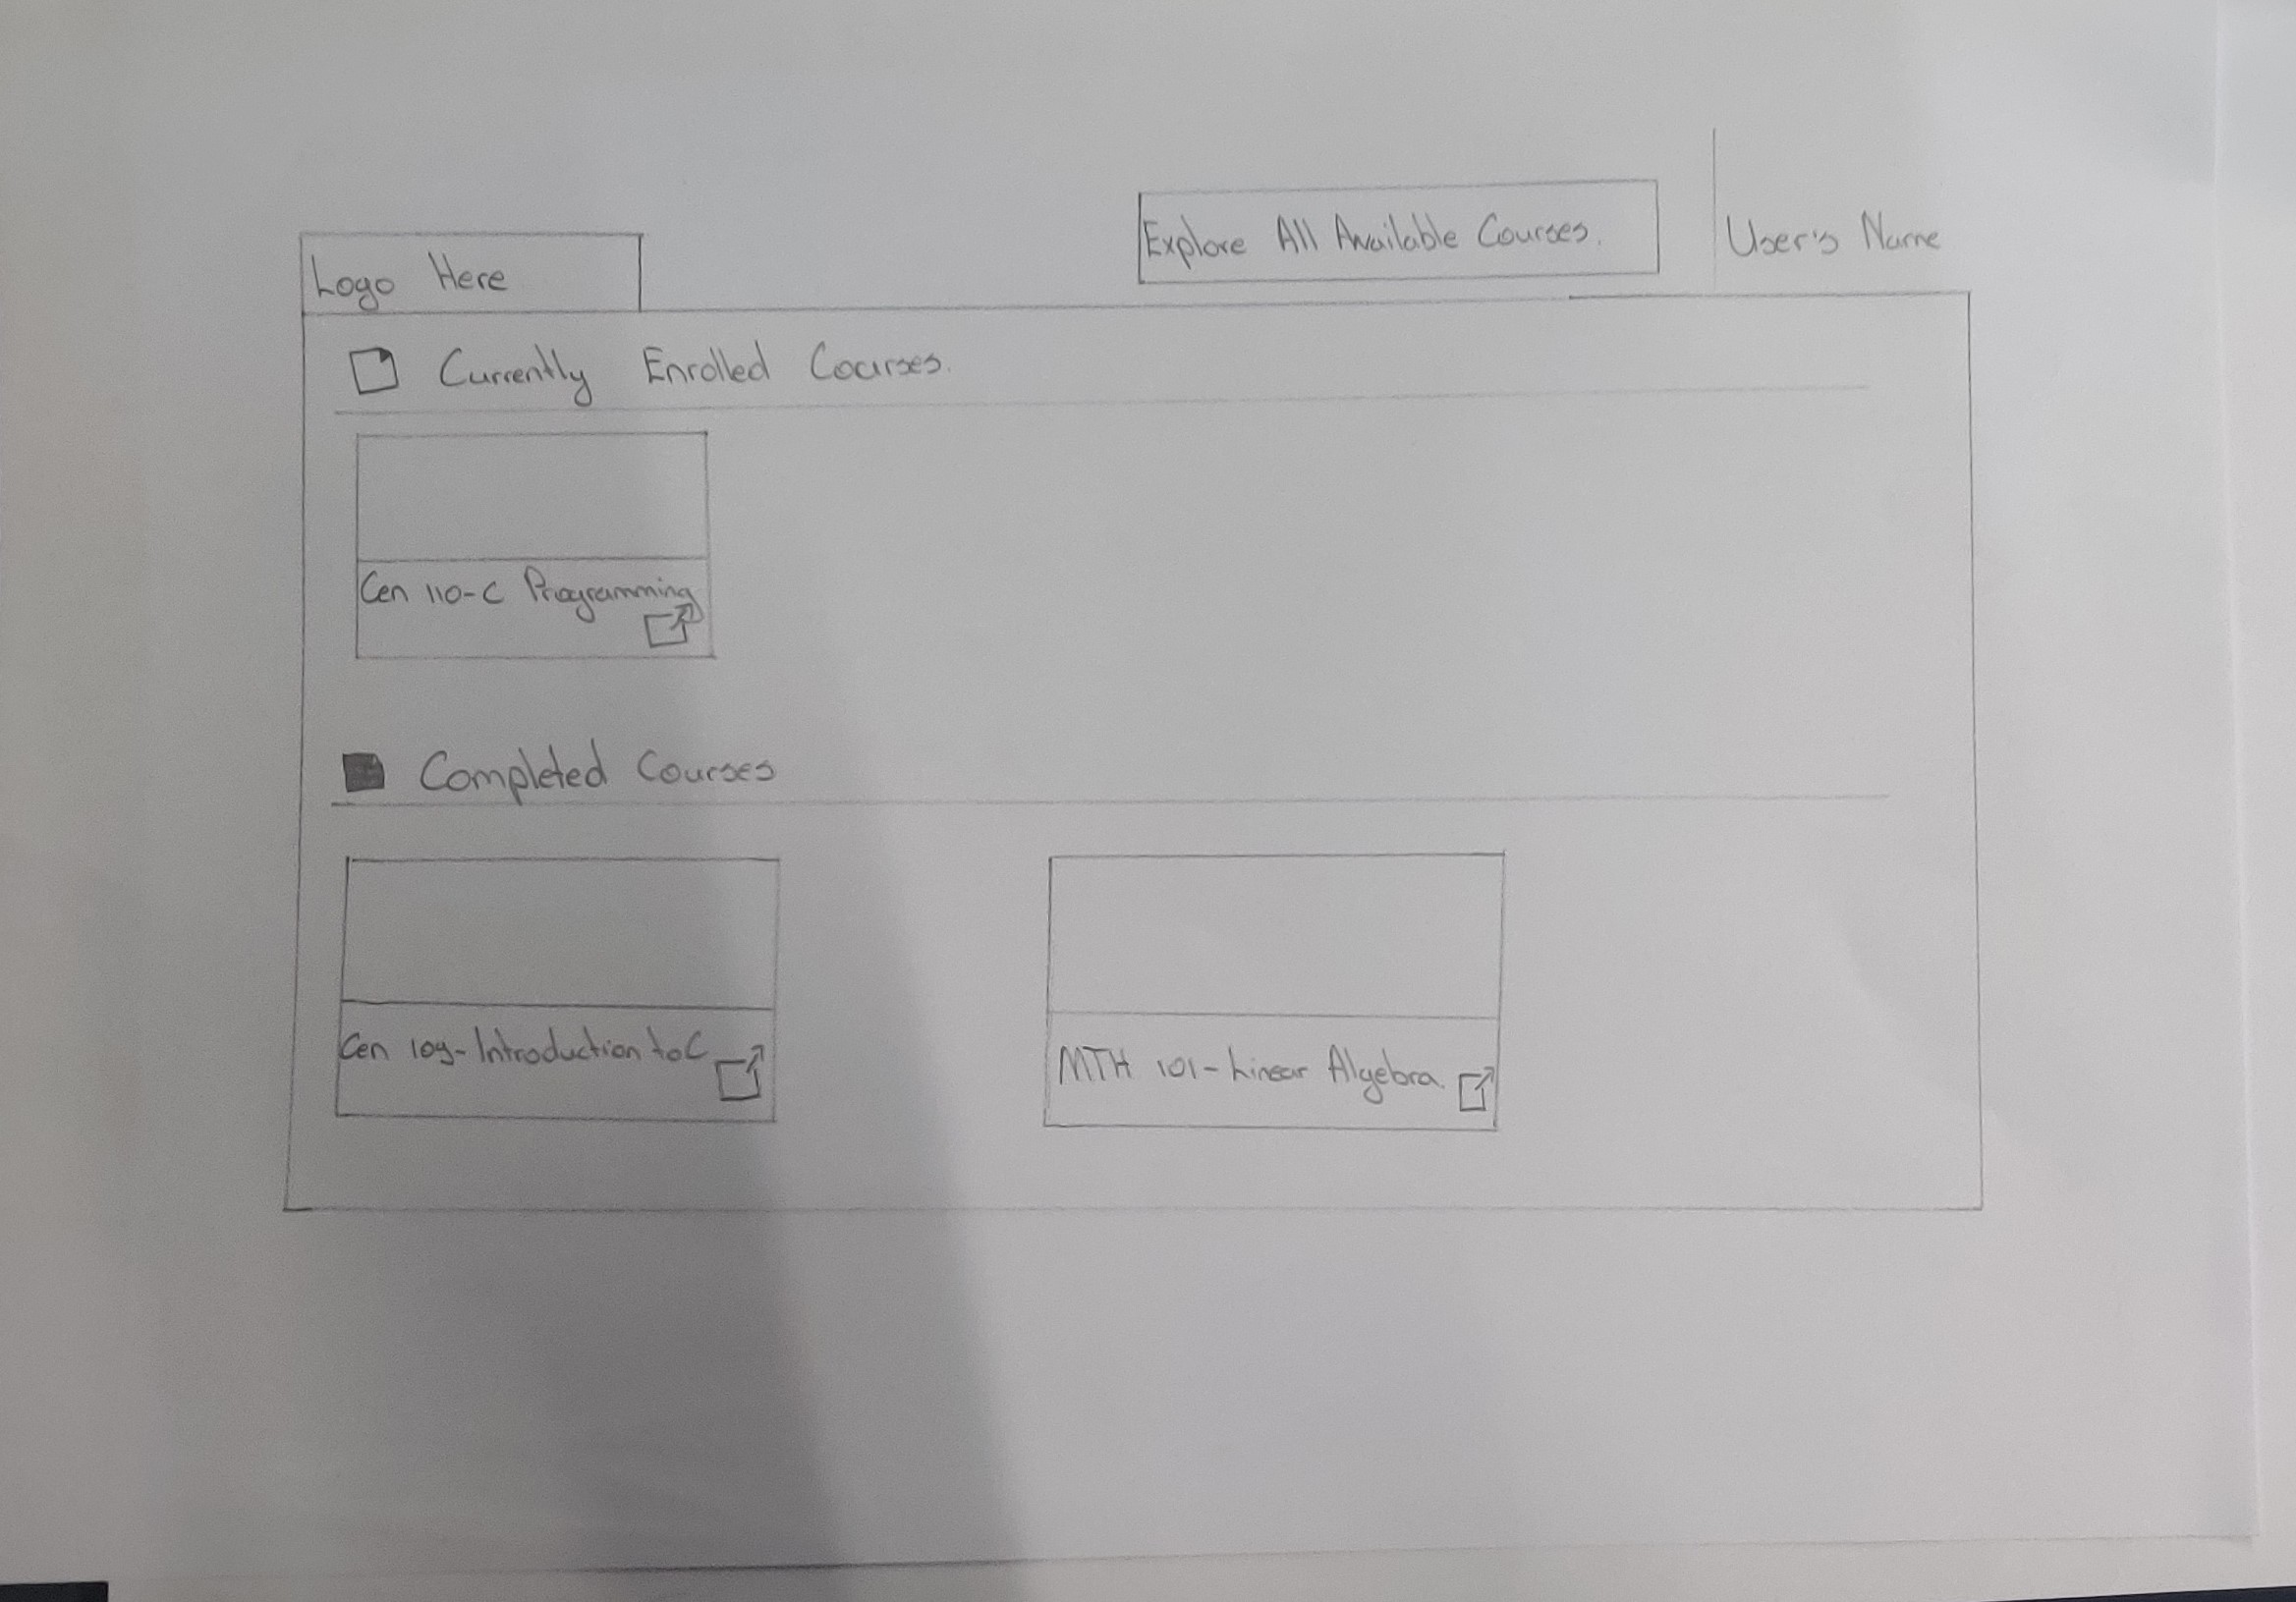 Explore All Available Courses.
User's Name
Logo Here
Currently Enrolled Courses.
Cen 110-C Programming
Completed Courses
Cen 109-Introduction to C
MTH 101-Linear Algebra.